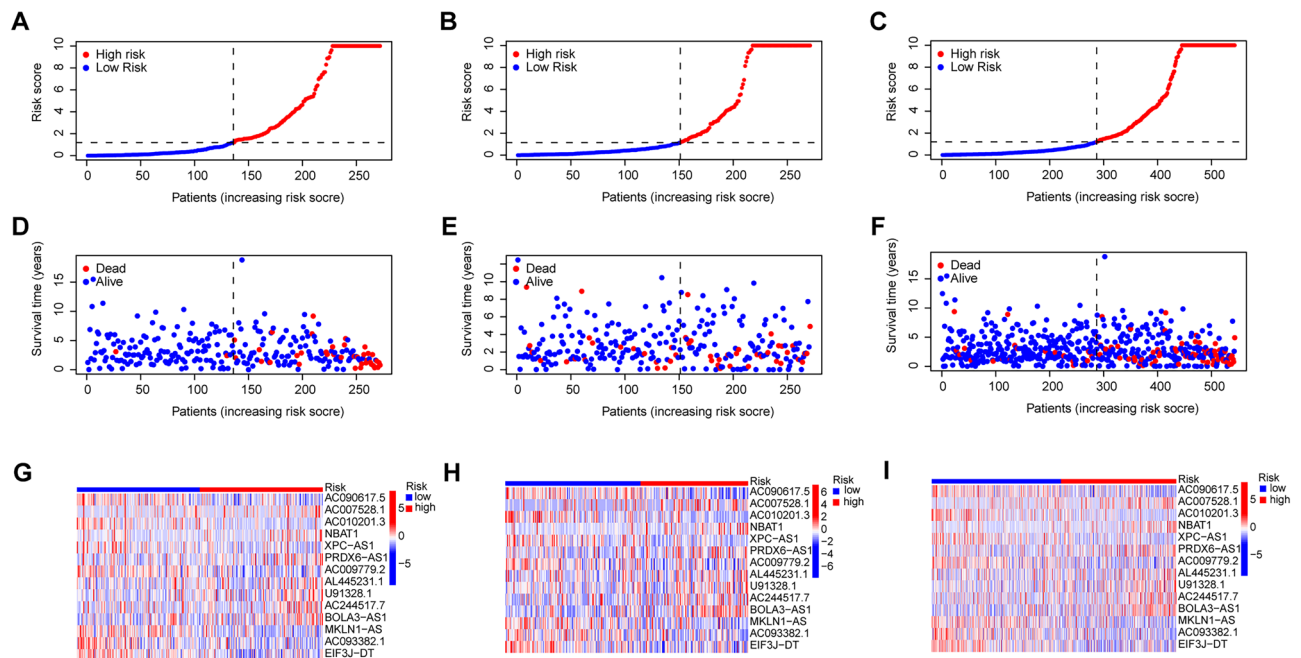 A
High risk
Low Risk
Risk score
10
8
6
4
2
0
0 50 100 150 200 250
Patients (increasing risk socre)
B
High risk
Low Risk
Risk score
10
8
6
4
2
0
0 50 100 150 200 250
Patients (increasing risk socre)
C
High risk
Low Risk
Risk score
10
8
6
4
2
0
0 100 200 300 400 500
Patients (increasing risk socre)
D
Dead
Alive
Survival time (years)
15
10
5
0
0 50 100 150 200 250
Patients (increasing risk socre)
E
Dead
Alive
Survival time (years)
10
8
6
4
2
0
0 50 100 150 200 250
Patients (increasing risk socre)
F
Dead
Alive
Survival time (years)
15
10
5
0
0 100 200 300 400 500
Patients (increasing risk socre)
G
Risk
AC090617.5
AC007528.1
AC010201.3
NBAT1
XPC−AS1
PRDX6−AS1
AC009779.2
AL445231.1
U91328.1
AC244517.7
BOLA3−AS1
MKLN1−AS
AC093382.1
EIF3J−DT
5
0
−5
Risk
low
high
H
Risk
AC090617.5
AC007528.1
AC010201.3
NBAT1
XPC−AS1
PRDX6−AS1
AC009779.2
AL445231.1
U91328.1
AC244517.7
BOLA3−AS1
MKLN1−AS
AC093382.1
EIF3J−DT
6
4
2
0
−2
−4
−6
Risk
low
high
I
Risk
AC090617.5
AC007528.1
AC010201.3
NBAT1
XPC−AS1
PRDX6−AS1
AC009779.2
AL445231.1
U91328.1
AC244517.7
BOLA3−AS1
MKLN1−AS
AC093382.1
EIF3J−DT
5
0
−5
Risk
low
high